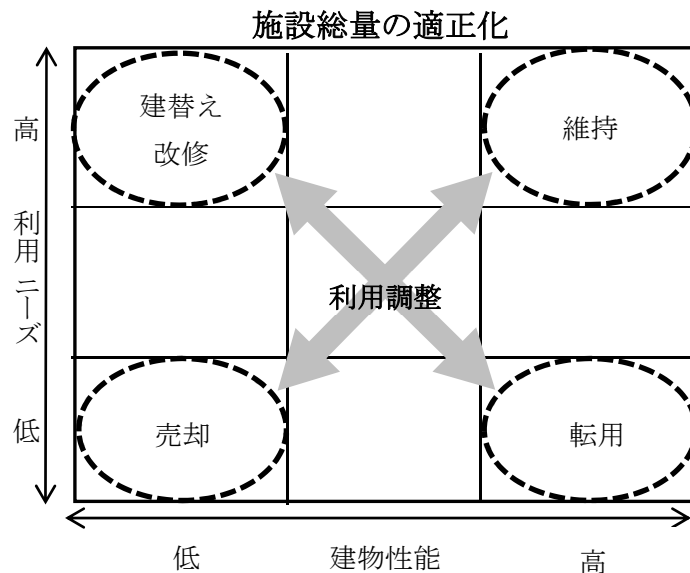 施設総量の適正化
高
利用ニーズ
低
建替え
改修
維持
利用調整
売却
転用
低
建物性能
高